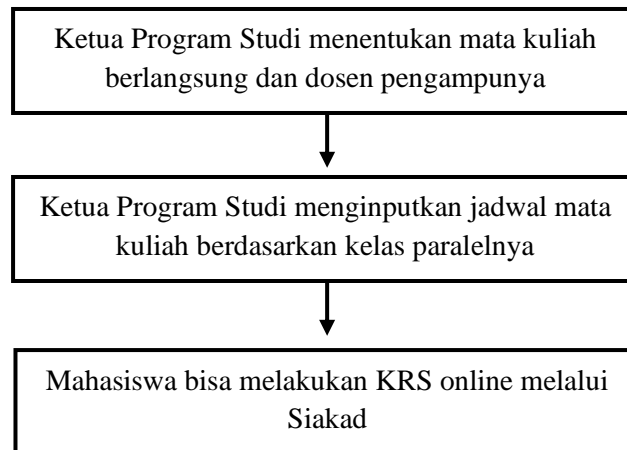 Ketua Program Studi menentukan mata kuliah
berlangsung dan dosen pengampunya
Ketua Program Studi menginputkan jadwal mata
kuliah berdasarkan kelas paralelnya
Mahasiswa bisa melakukan KRS online melalui
Siakad